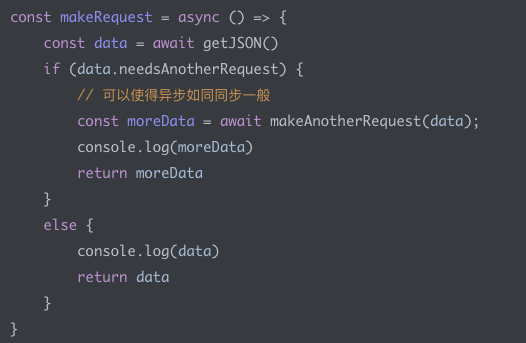 const makeRequest = async () => {
    const data = await getJSON()
    if (data.needsAnotherRequest) {
        // 可以使得异步如同同步一般
        const moreData = await makeAnotherRequest(data);
        console.log(moreData)
        return moreData
    }
    else {
        console.log(data)
        return data
    }
}